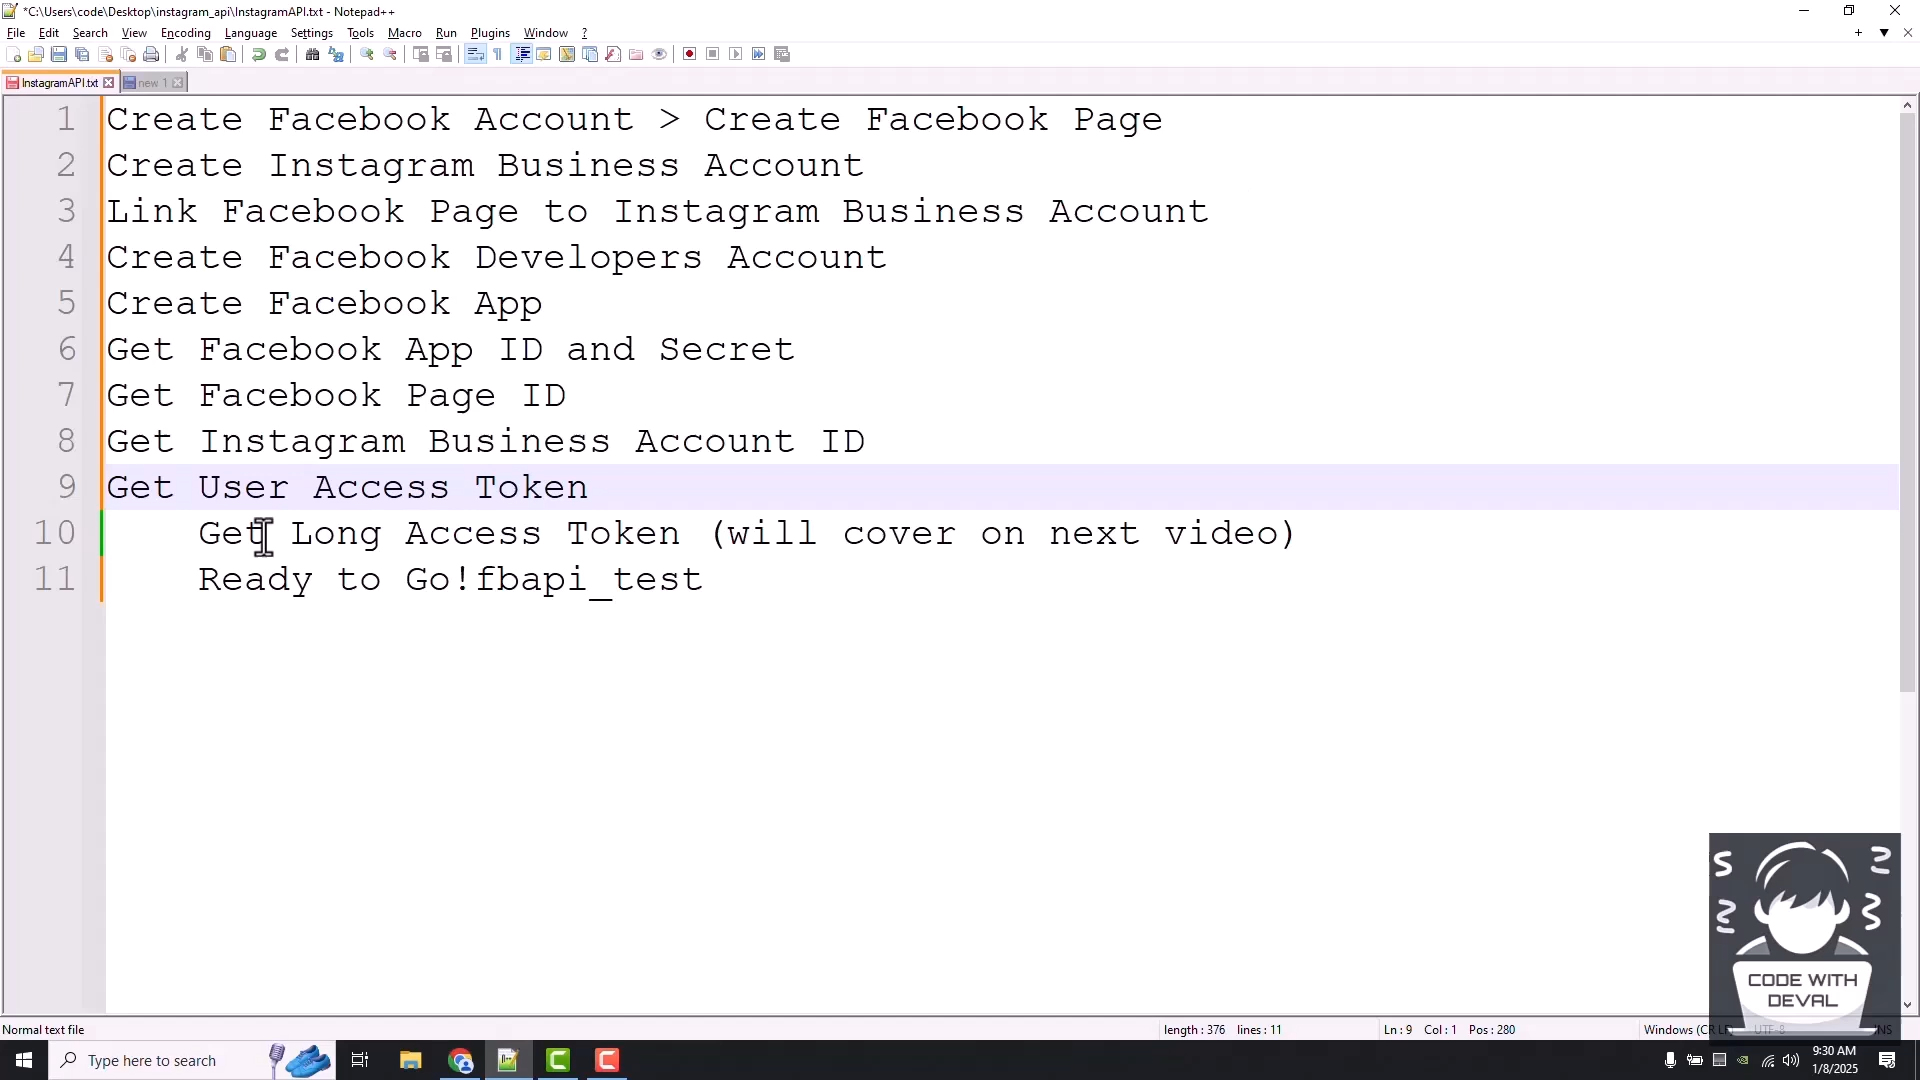 *C:\Users\code\Desktop\instagram_api\InstagramAPI.txt - Notepad++
File Edit Search View Encoding Language Settings Tools Macro Run Plugins Window ?
InstagramAPI.txt new 1
1 Create Facebook Account > Create Facebook Page
2 Create Instagram Business Account
3 Link Facebook Page to Instagram Business Account
4 Create Facebook Developers Account
5 Create Facebook App
6 Get Facebook App ID and Secret
7 Get Facebook Page ID
8 Get Instagram Business Account ID
9 Get User Access Token
10 Get Long Access Token (will cover on next video)
11 Ready to Go!fbapi_test
CODE WITH
DEVAL
Normal text file length : 376 lines : 11 Ln : 9 Col : 1 Pos : 280 Windows (CR LF) UTF-8 INS
Type here to search
9:30 AM
1/8/2025